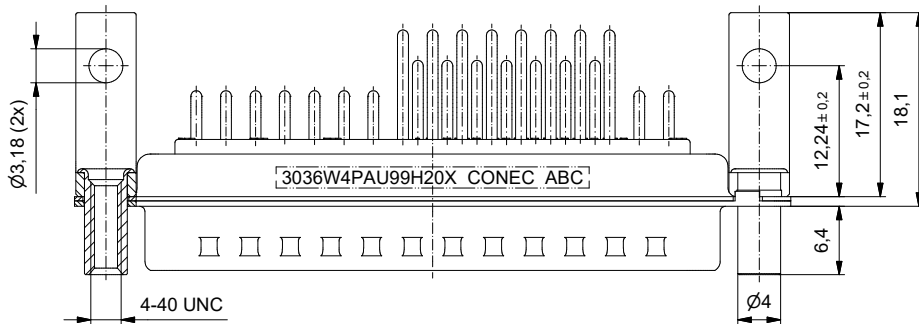 Ø3,18 (2x)
3036W4PAU99H20X CONEC ABC
12,24 ± 0,2
17,2 ± 0,2
18,1
6,4
4-40 UNC
Ø4